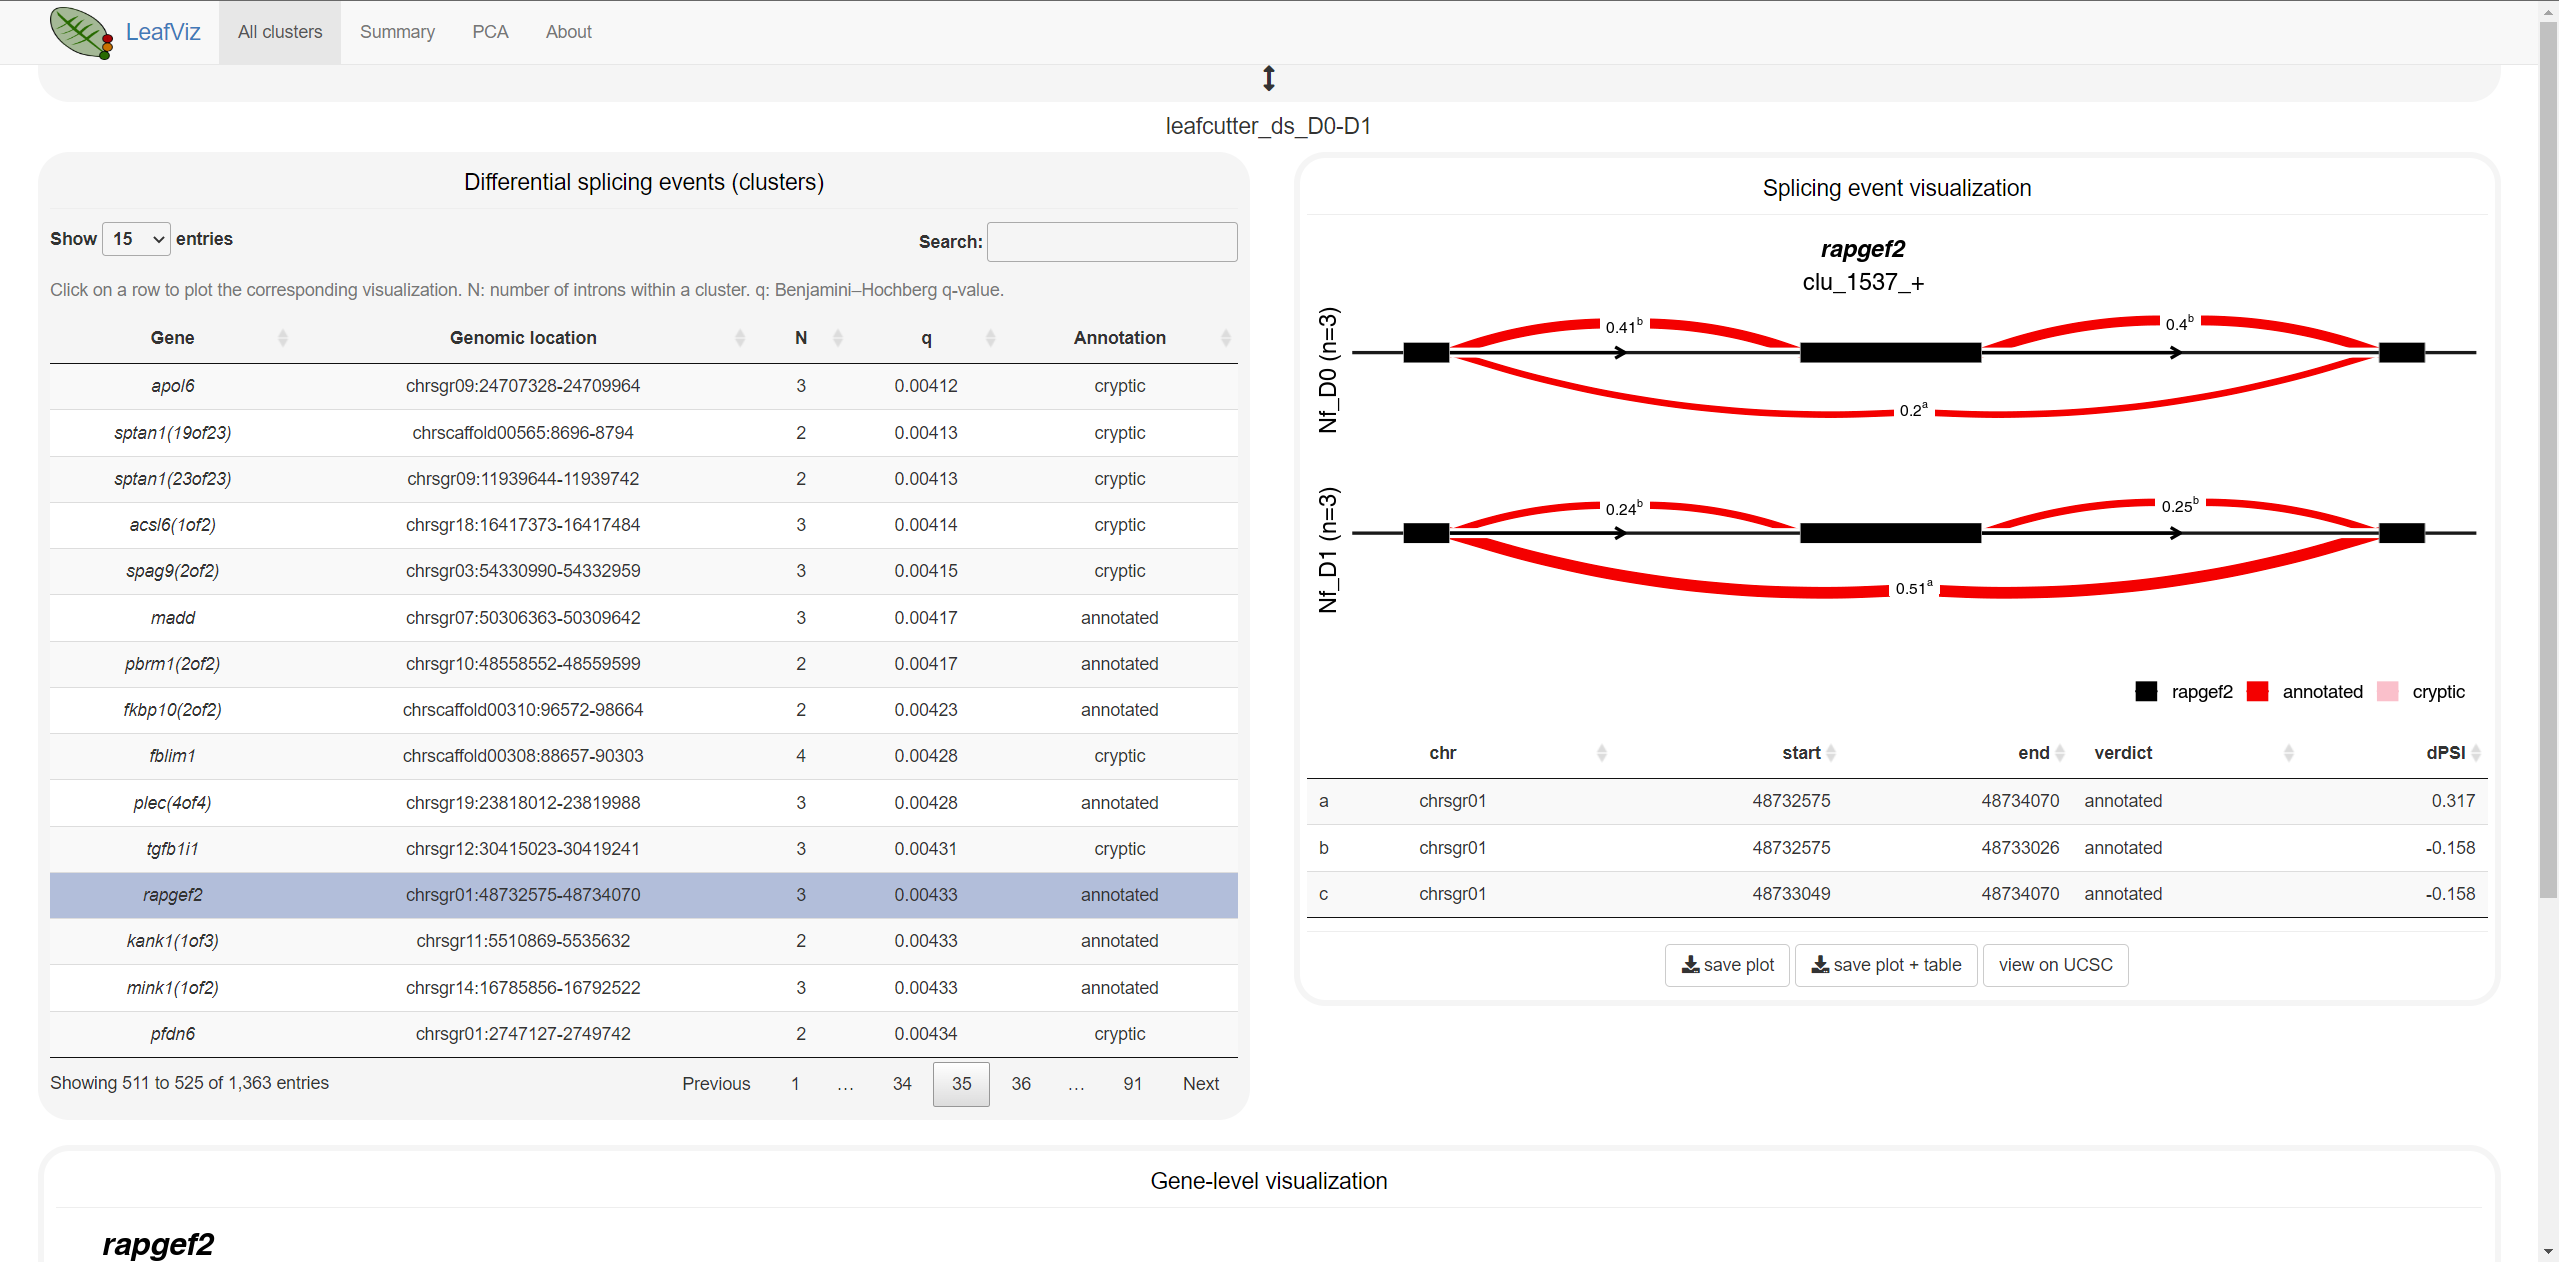 LeafViz All clusters Summary PCA About
leafcutter_ds_D0-D1
Differential splicing events (clusters)
Show 15 entries Search:
Click on a row to plot the corresponding visualization. N: number of introns within a cluster. q: Benjamini–Hochberg q-value.
Gene Genomic location N q Annotation
apol6 chrsgr09:24707328-24709964 3 0.00412 cryptic
sptan1(19of23) chrscaffold00565:8696-8794 2 0.00413 cryptic
sptan1(23of23) chrsgr09:11939644-11939742 2 0.00413 cryptic
acsl6(1of2) chrsgr18:16417373-16417484 3 0.00414 cryptic
spag9(2of2) chrsgr03:54330990-54332959 3 0.00415 cryptic
madd chrsgr07:50306363-50309642 3 0.00417 annotated
pbrm1(2of2) chrsgr10:48558552-48559599 2 0.00417 annotated
fkbp10(2of2) chrscaffold00310:96572-98664 2 0.00423 annotated
fblim1 chrscaffold00308:88657-90303 4 0.00428 cryptic
plec(4of4) chrsgr19:23818012-23819988 3 0.00428 annotated
tgfb1i1 chrsgr12:30415023-30419241 3 0.00431 cryptic
rapgef2 chrsgr01:48732575-48734070 3 0.00433 annotated
kank1(1of3) chrsgr11:5510869-5535632 2 0.00433 annotated
mink1(1of2) chrsgr14:16785856-16792522 3 0.00433 annotated
pfdn6 chrsgr01:2747127-2749742 2 0.00434 cryptic
Showing 511 to 525 of 1,363 entries Previous 1 … 34 35 36 … 91 Next
Splicing event visualization
rapgef2
clu_1537_+
Nf_D0 (n=3)
0.41b 0.4b
0.2a
Nf_D1 (n=3)
0.24b 0.25b
0.51a
rapgef2 annotated cryptic
chr start end verdict dPSI
a chrsgr01 48732575 48734070 annotated 0.317
b chrsgr01 48732575 48733026 annotated -0.158
c chrsgr01 48733049 48734070 annotated -0.158
save plot save plot + table view on UCSC
Gene-level visualization
rapgef2